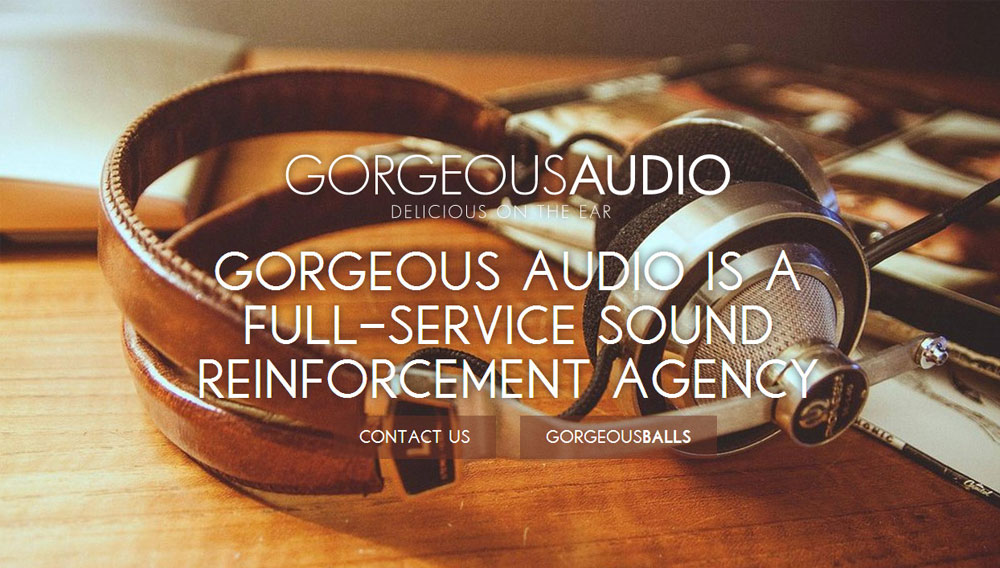 GORGEOUSAUDIO
DELICIOUS ON THE EAR
GORGEOUS AUDIO IS A
FULL-SERVICE SOUND
REINFORCEMENT AGENCY
CONTACT US
GORGEOUSBALLS
L